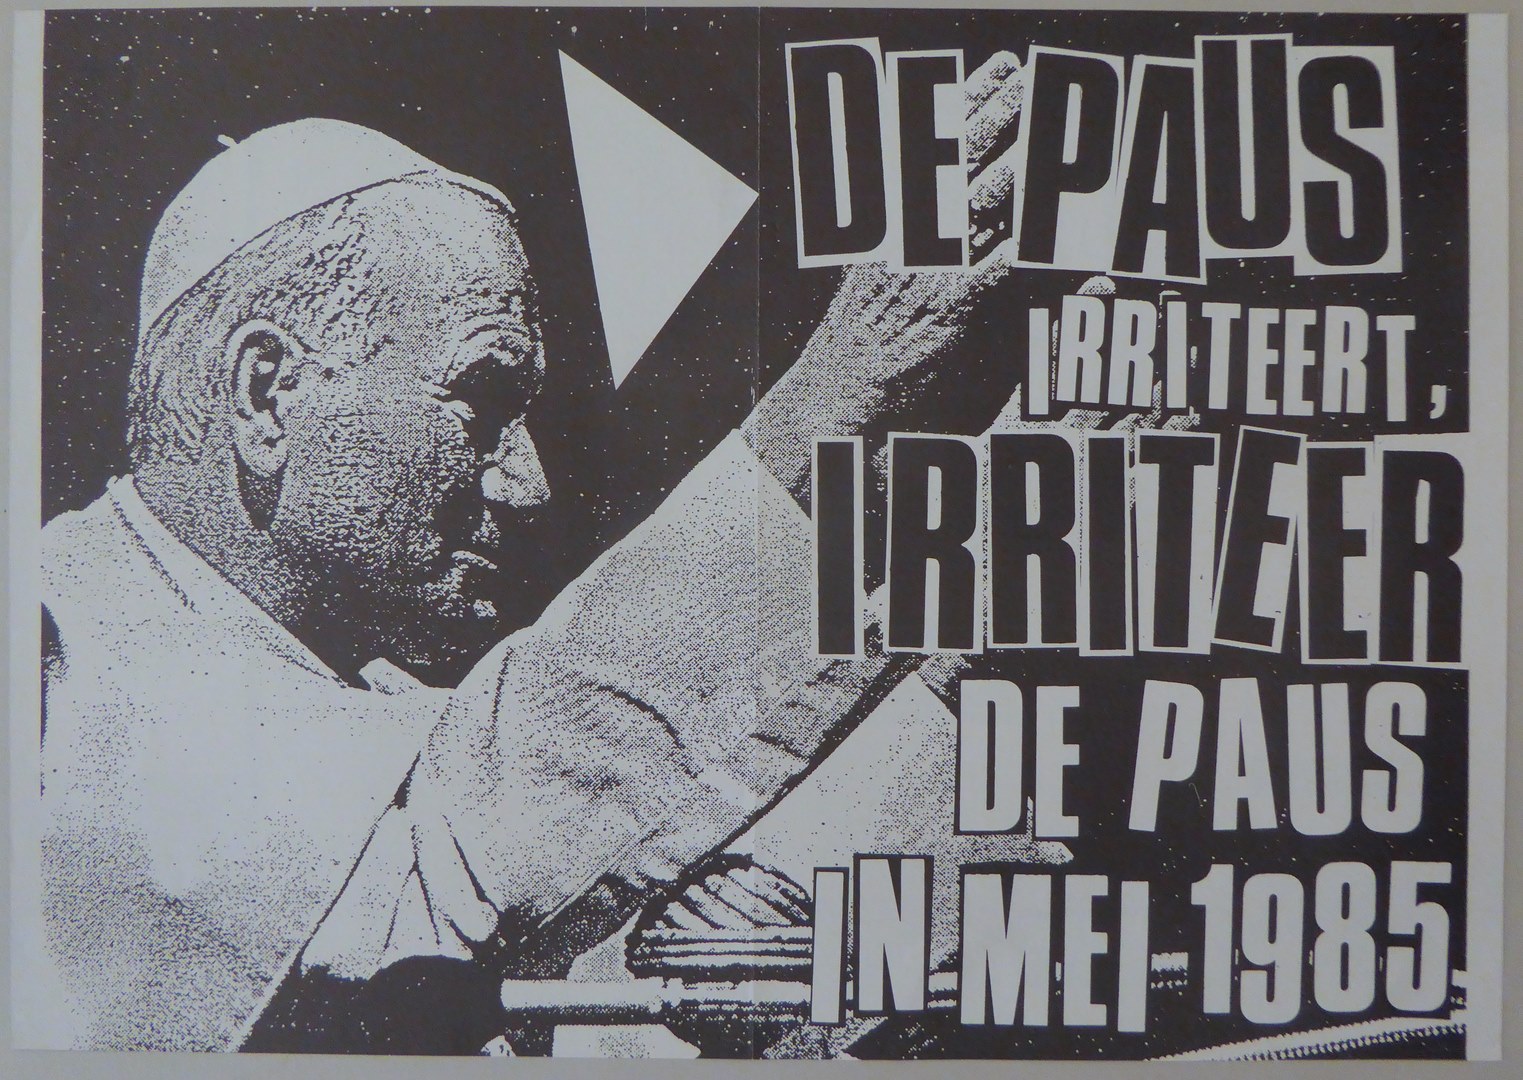 DE PAUS
IRRITEERT,
IRRITEER
DE PAUS
IN MEI 1985